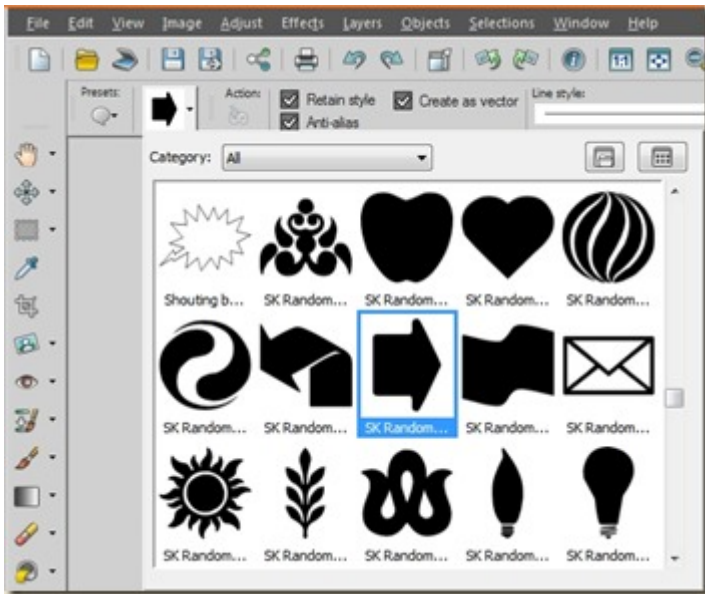 File Edit View Image Adjust Effects Layers Objects Selections Window Help
1:1
Presets: Action: Retain style Create as vector Line style:
Anti-alias
Category: All
Shouting b... SK Random... SK Random... SK Random... SK Random...
SK Random... SK Random... SK Random... SK Random... SK Random...
SK Random... SK Random... SK Random... SK Random... SK Random...